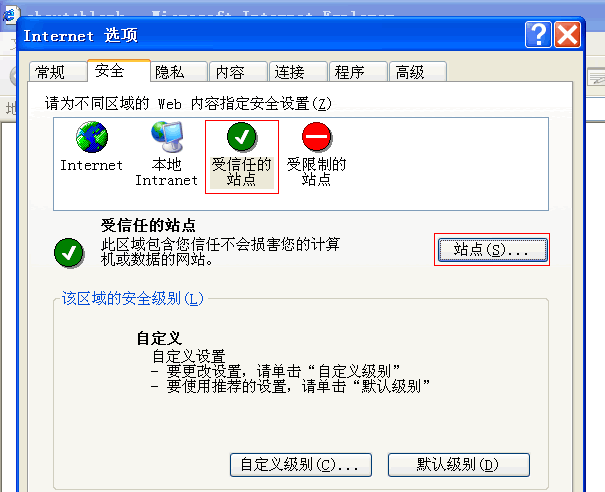 about:blank - Microsoft Internet Explorer
Internet 选项
常规 安全 隐私 内容 连接 程序 高级
请为不同区域的 Web 内容指定安全设置(Z)
Internet
本地
Intranet
受信任的
站点
受限制的
站点
受信任的站点
此区域包含您信任不会损害您的计算
机或数据的网站。
站点(S)...
该区域的安全级别(L)
自定义
自定义设置
- 要更改设置，请单击“自定义级别”
- 要使用推荐的设置，请单击“默认级别”
自定义级别(C)...
默认级别(D)